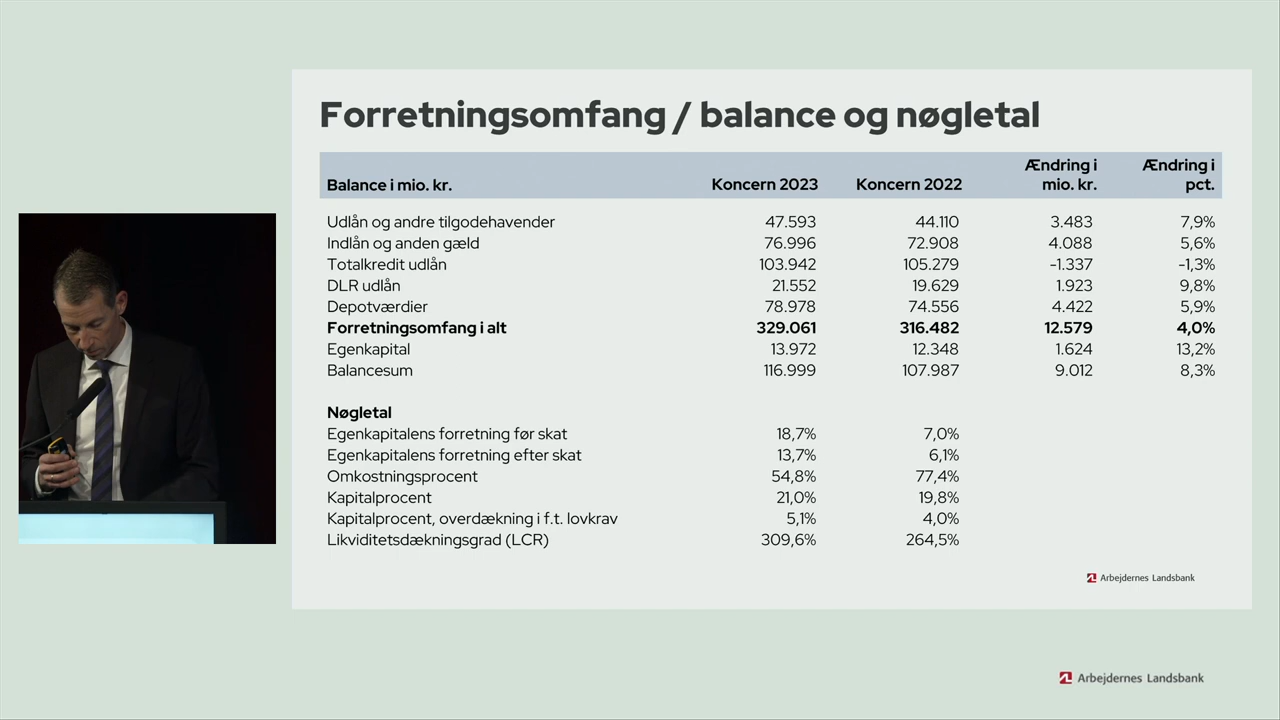 Forretningsomfang / balance og nøgletal
Balance i mio. kr. Koncern 2023 Koncern 2022 Ændring i mio. kr. Ændring i pct.
Udlån og andre tilgodehavender 47.593 44.110 3.483 7,9%
Indlån og anden gæld 76.996 72.908 4.088 5,6%
Totalkredit udlån 103.942 105.279 -1.337 -1,3%
DLR udlån 21.552 19.629 1.923 9,8%
Depotværdier 78.978 74.556 4.422 5,9%
Forretningsomfang i alt 329.061 316.482 12.579 4,0%
Egenkapital 13.972 12.348 1.624 13,2%
Balancesum 116.999 107.987 9.012 8,3%
Nøgletal
Egenkapitalens forretning før skat 18,7% 7,0%
Egenkapitalens forretning efter skat 13,7% 6,1%
Omkostningsprocent 54,8% 77,4%
Kapitalprocent 21,0% 19,8%
Kapitalprocent, overdækning i f.t. lovkrav 5,1% 4,0%
Likviditetsdækningsgrad (LCR) 309,6% 264,5%
Arbejdernes Landsbank
Arbejdernes Landsbank